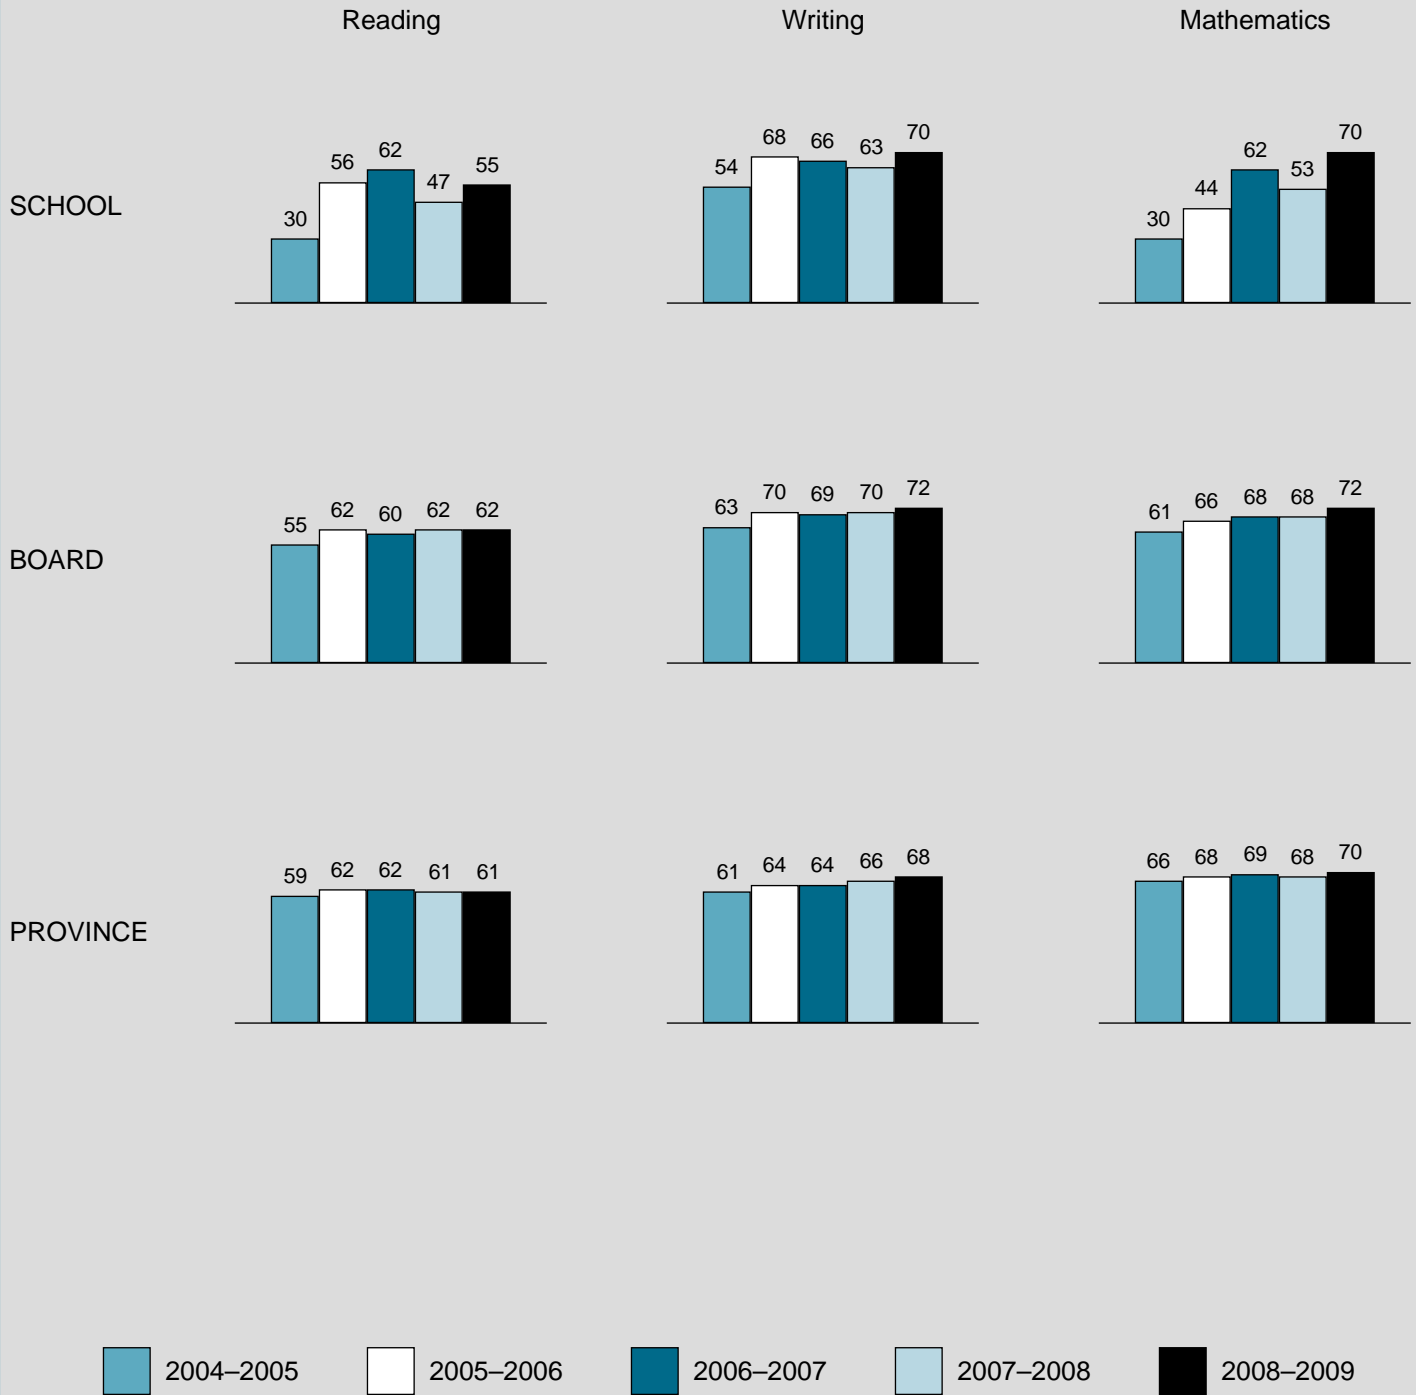 Reading Writing Mathematics
SCHOOL
30 56 62 47 55
54 68 66 63 70
30 44 62 53 70
BOARD
55 62 60 62 62
63 70 69 70 72
61 66 68 68 72
PROVINCE
59 62 62 61 61
61 64 64 66 68
66 68 69 68 70
2004–2005 2005–2006 2006–2007 2007–2008 2008–2009